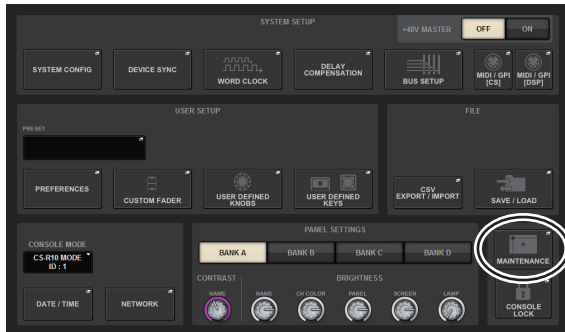 SYSTEM SETUP
+48V MASTER
OFF
ON
SYSTEM CONFIG
DEVICE SYNC
WORD CLOCK
DELAY
COMPENSATION
BUS SETUP
MIDI / GPI
[CS]
MIDI / GPI
[DSP]
USER SETUP
PRESET
PREFERENCES
CUSTOM FADER
USER DEFINED
KNOBS
USER DEFINED
KEYS
FILE
CSV
EXPORT / IMPORT
SAVE / LOAD
CONSOLE MODE
CS-R10 MODE
ID : 1
DATE / TIME
NETWORK
PANEL SETTINGS
BANK A
BANK B
BANK C
BANK D
CONTRAST
BRIGHTNESS
NAME
NAME
CH COLOR
PANEL
SCREEN
LAMP
MAINTENANCE
CONSOLE
LOCK